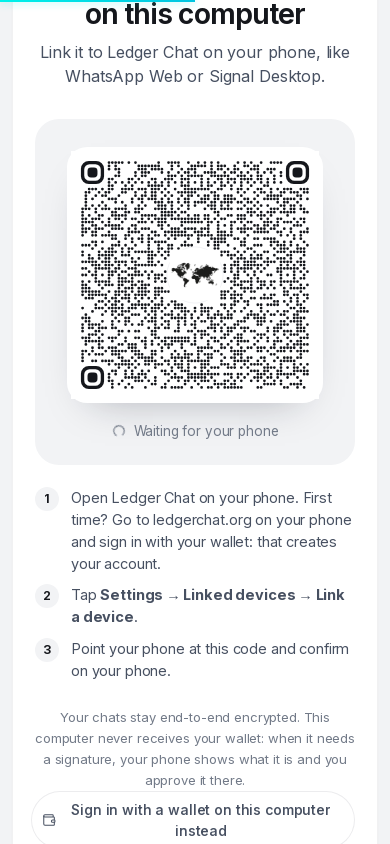 on this computer
Link it to Ledger Chat on your phone, like
WhatsApp Web or Signal Desktop.
Waiting for your phone
1 Open Ledger Chat on your phone. First
time? Go to ledgerchat.org on your phone
and sign in with your wallet: that creates
your account.
2 Tap Settings → Linked devices → Link
a device.
3 Point your phone at this code and confirm
on your phone.
Your chats stay end-to-end encrypted. This
computer never receives your wallet: when it needs
a signature, your phone shows what it is and you
approve it there.
Sign in with a wallet on this computer
instead